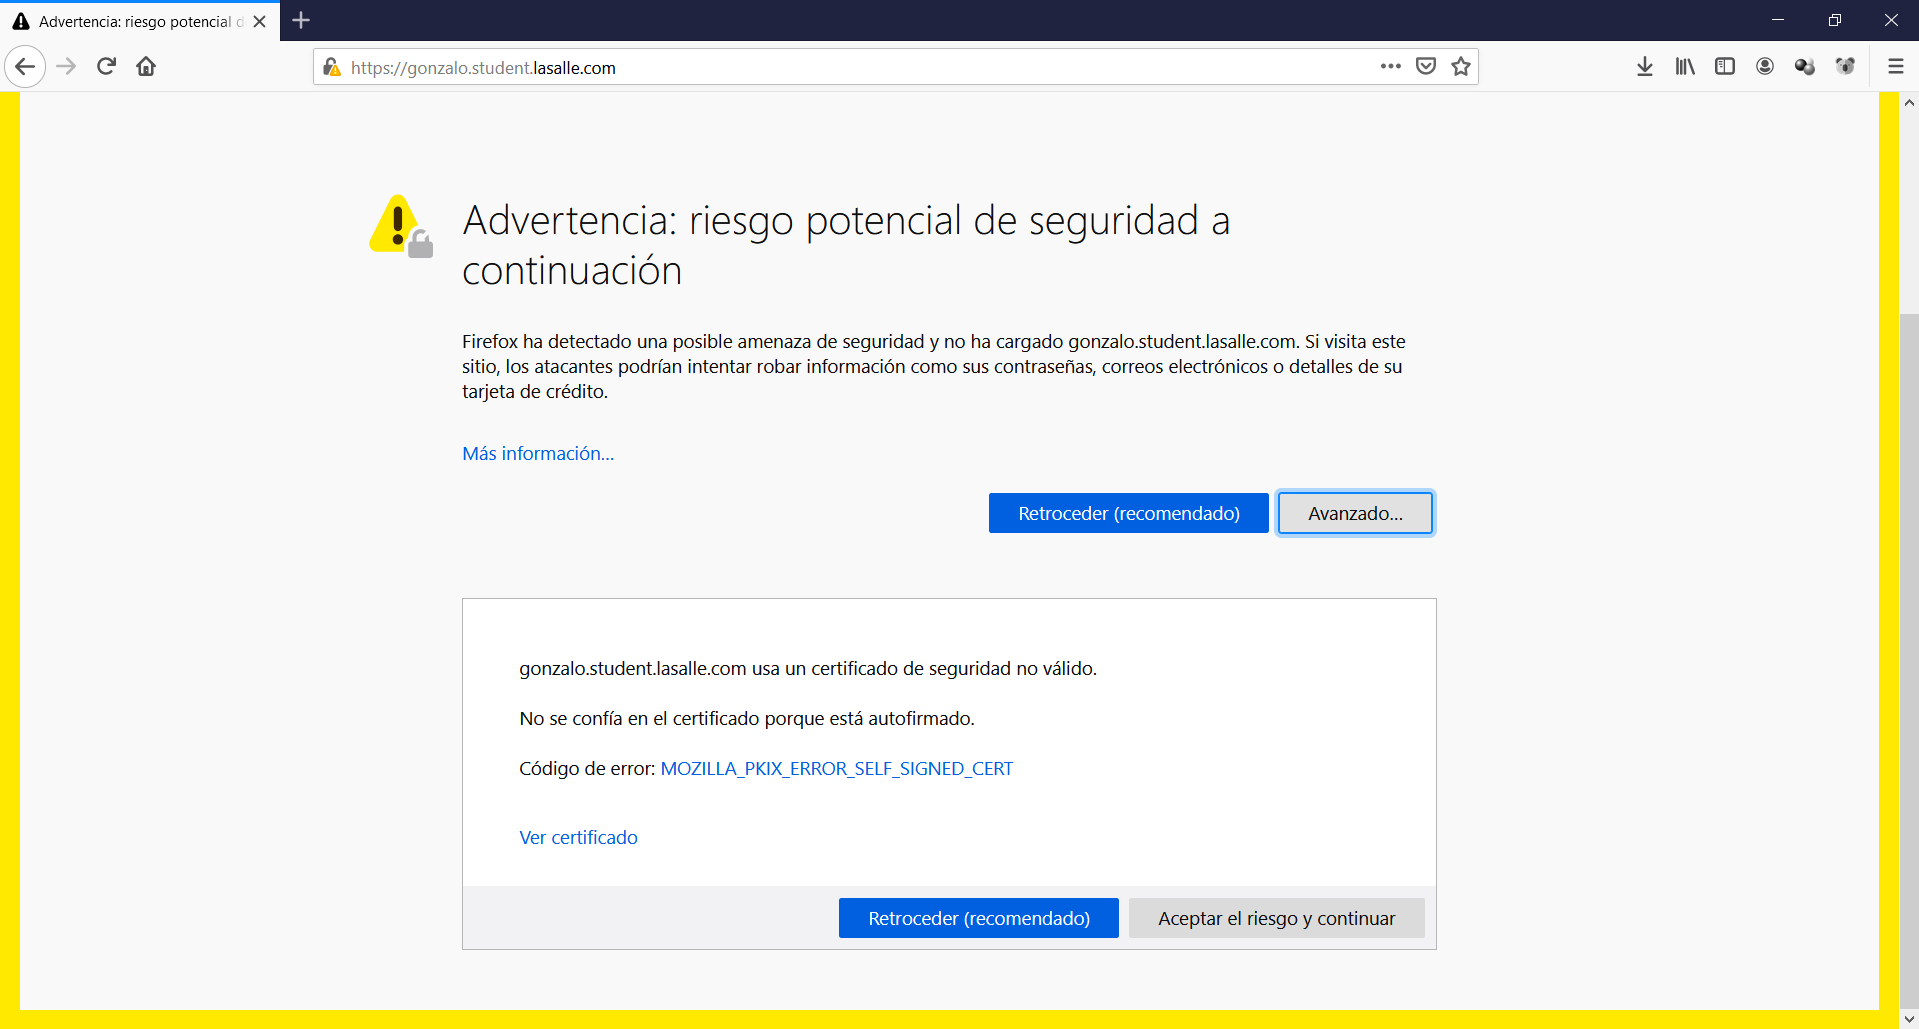 Advertencia: riesgo potencial d
https://gonzalo.student.lasalle.com
Advertencia: riesgo potencial de seguridad a
continuación
Firefox ha detectado una posible amenaza de seguridad y no ha cargado gonzalo.student.lasalle.com. Si visita este
sitio, los atacantes podrían intentar robar información como sus contraseñas, correos electrónicos o detalles de su
tarjeta de crédito.
Más información...
Retroceder (recomendado) Avanzado...
gonzalo.student.lasalle.com usa un certificado de seguridad no válido.
No se confía en el certificado porque está autofirmado.
Código de error: MOZILLA_PKIX_ERROR_SELF_SIGNED_CERT
Ver certificado
Retroceder (recomendado) Aceptar el riesgo y continuar